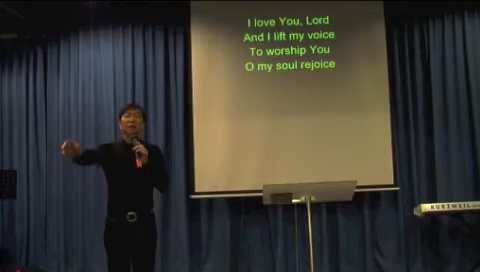 I love You, Lord
And I lift my voice
To worship You
O my soul rejoice
KURZWEIL